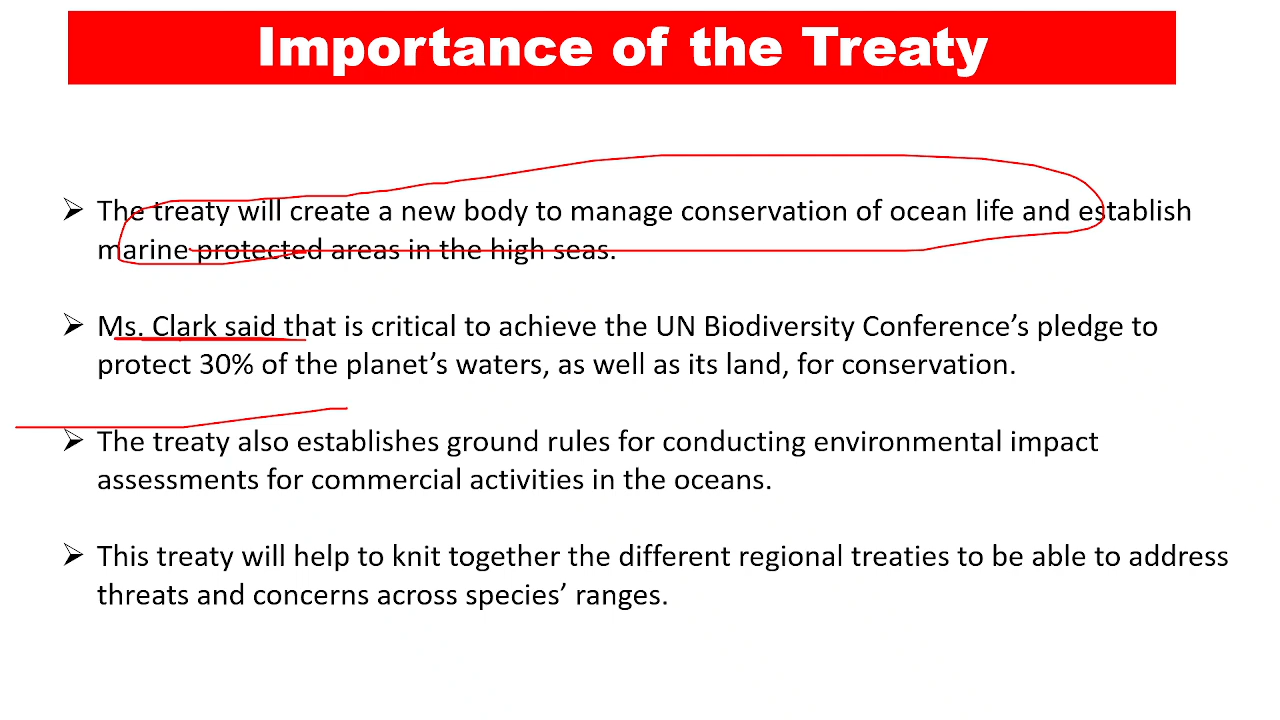 Importance of the Treaty
➢ The treaty will create a new body to manage conservation of ocean life and establish
marine protected areas in the high seas.
➢ Ms. Clark said that is critical to achieve the UN Biodiversity Conference’s pledge to
protect 30% of the planet’s waters, as well as its land, for conservation.
➢ The treaty also establishes ground rules for conducting environmental impact
assessments for commercial activities in the oceans.
➢ This treaty will help to knit together the different regional treaties to be able to address
threats and concerns across species’ ranges.